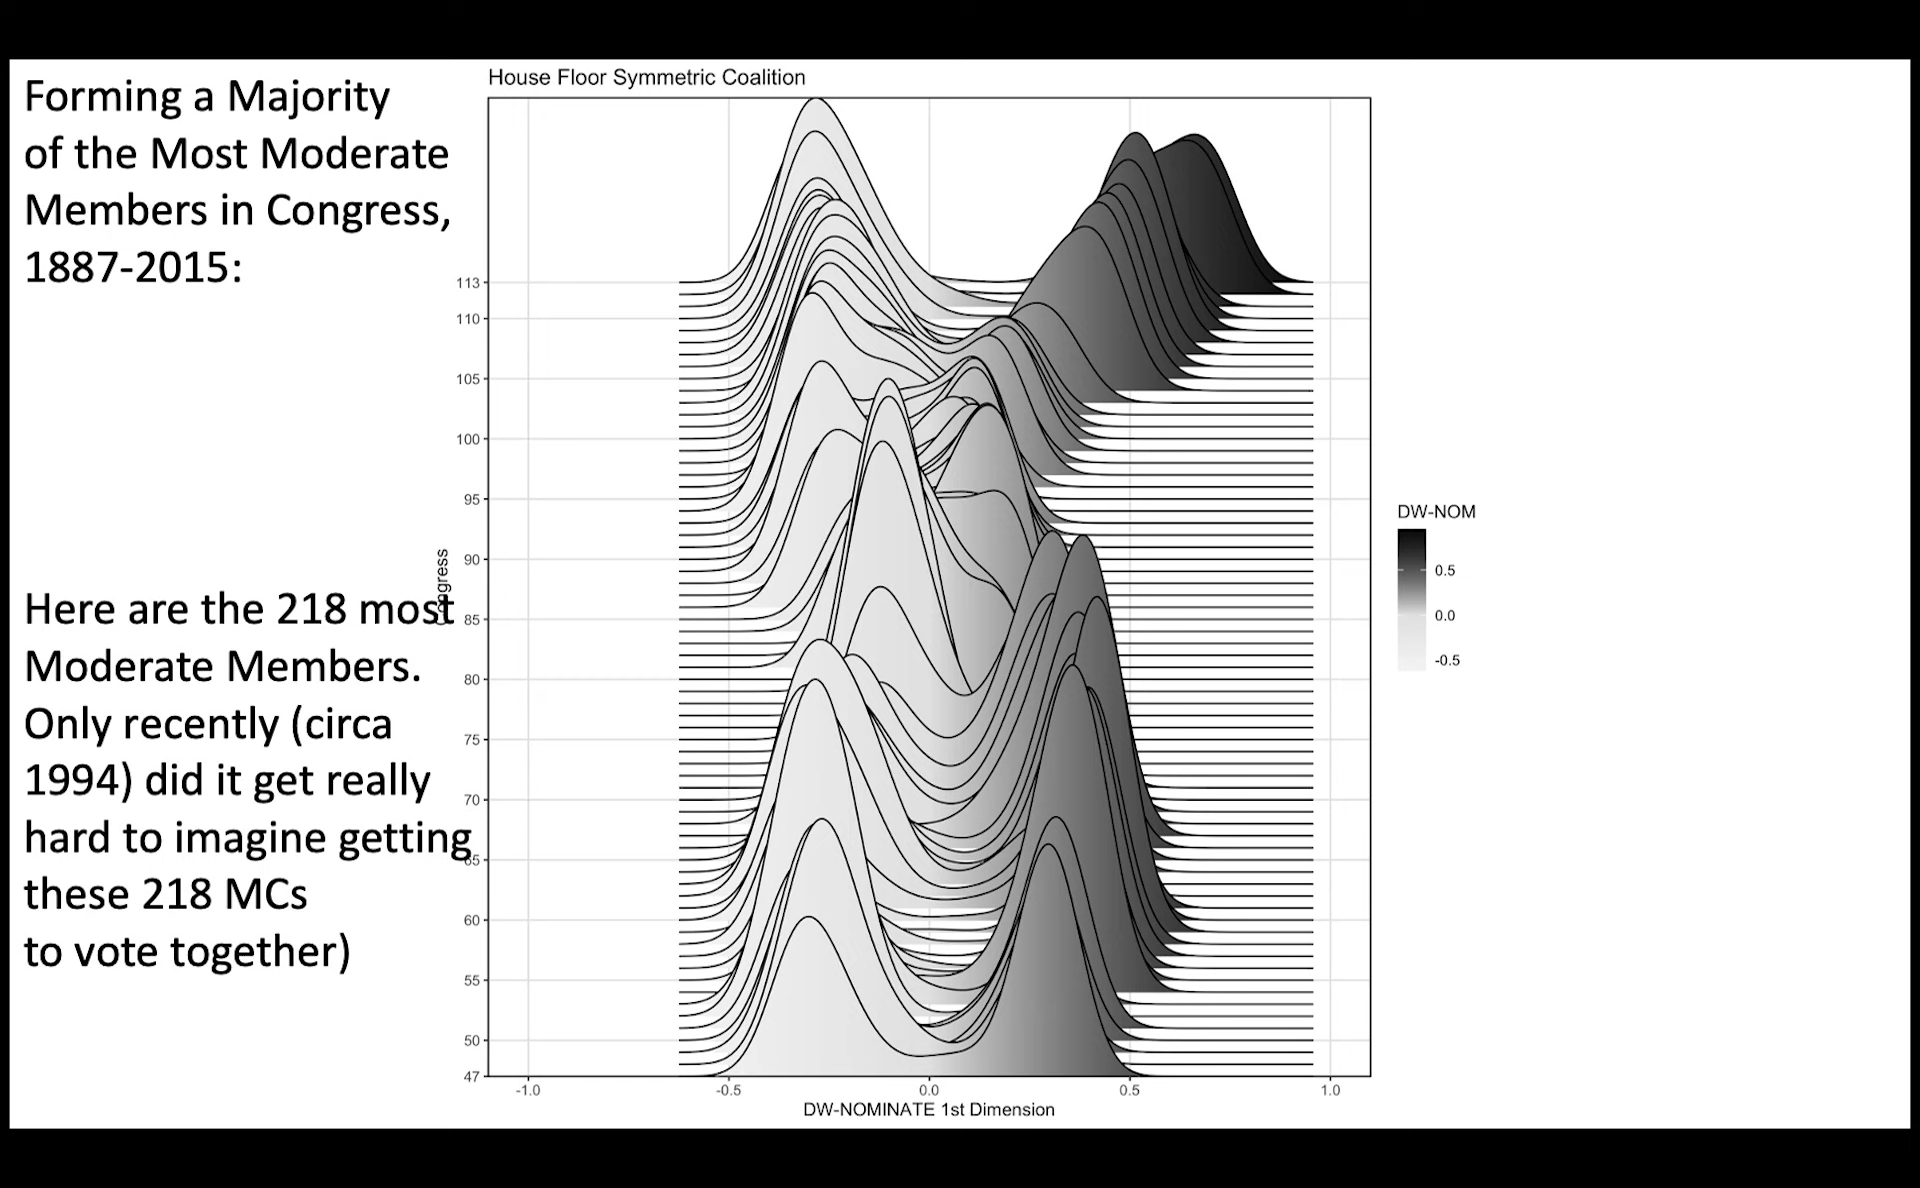 Forming a Majority
of the Most Moderate
Members in Congress,
1887-2015:
Here are the 218 most
Moderate Members.
Only recently (circa
1994) did it get really
hard to imagine getting
these 218 MCs
to vote together)
House Floor Symmetric Coalition
113
110
105
100
95
90
85
80
75
70
65
60
55
50
47
-1.0
-0.5
0.0
0.5
1.0
DW-NOMINATE 1st Dimension
DW-NOM
0.5
0.0
-0.5